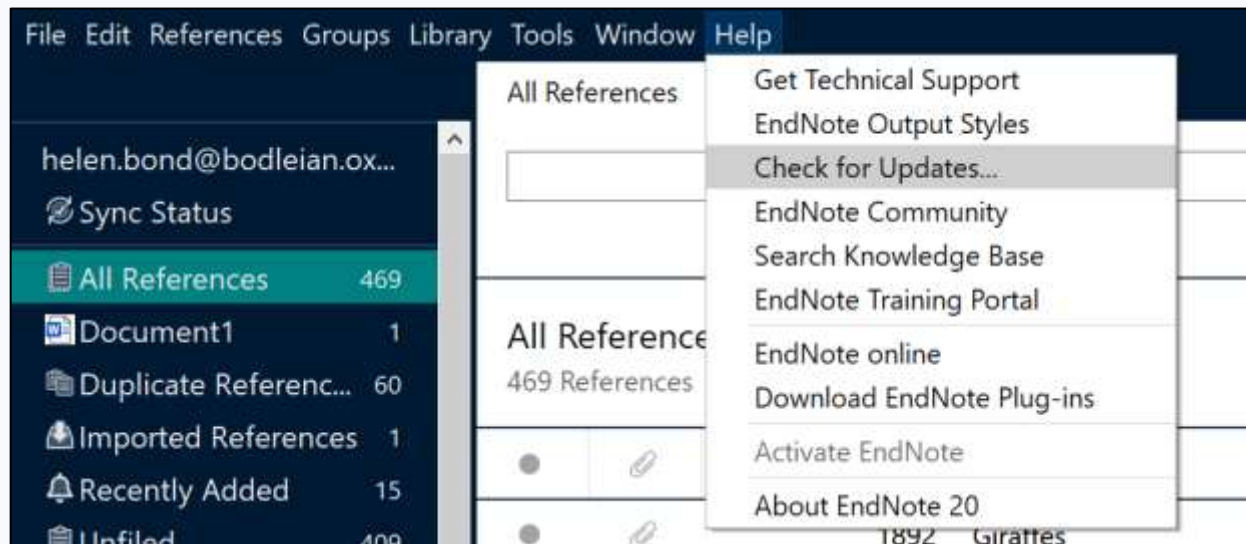 File Edit References Groups Library Tools Window Help
helen.bond@bodleian.ox...
Sync Status
All References 469
Document1 1
Duplicate Referenc... 60
Imported References 1
Recently Added 15
Unfiled 409
All References
All Reference
469 References
Get Technical Support
EndNote Output Styles
Check for Updates...
EndNote Community
Search Knowledge Base
EndNote Training Portal
EndNote online
Download EndNote Plug-ins
Activate EndNote
About EndNote 20
1892 Giraffes